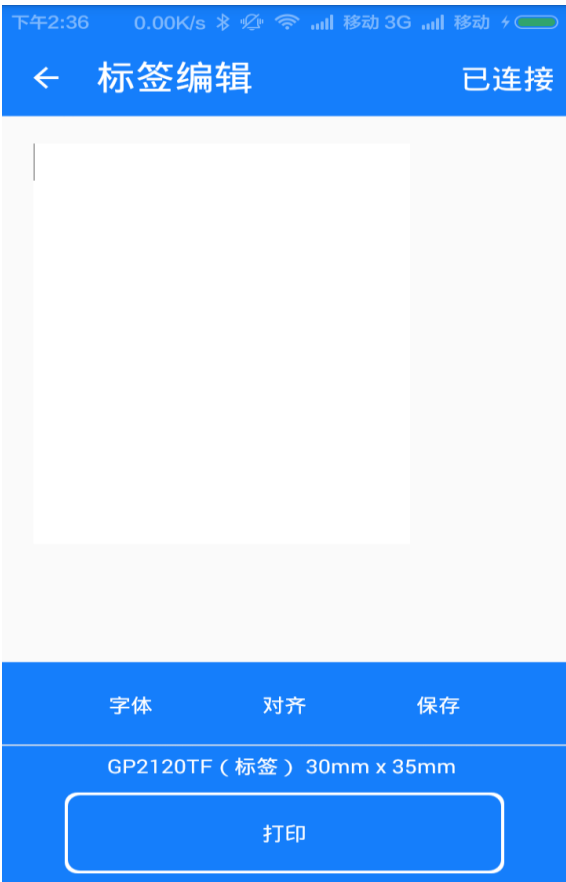 下午2:36 0.00K/s 移动 3G 移动
标签编辑 已连接
字体 对齐 保存
GP2120TF（标签） 30mm x 35mm
打印